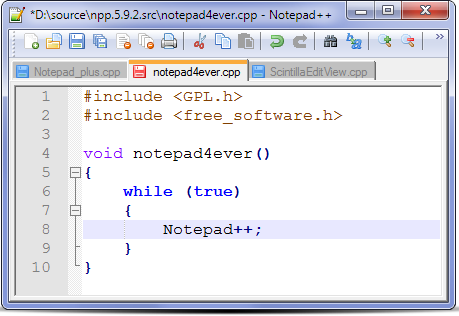 *D:\source\npp.5.9.2.src\notepad4ever.cpp - Notepad++
Notepad_plus.cpp notepad4ever.cpp ScintillaEditView.cpp
1 #include <GPL.h>
2 #include <free_software.h>
3
4 void notepad4ever()
5 {
6 while (true)
7 {
8 Notepad++;
9 }
10 }